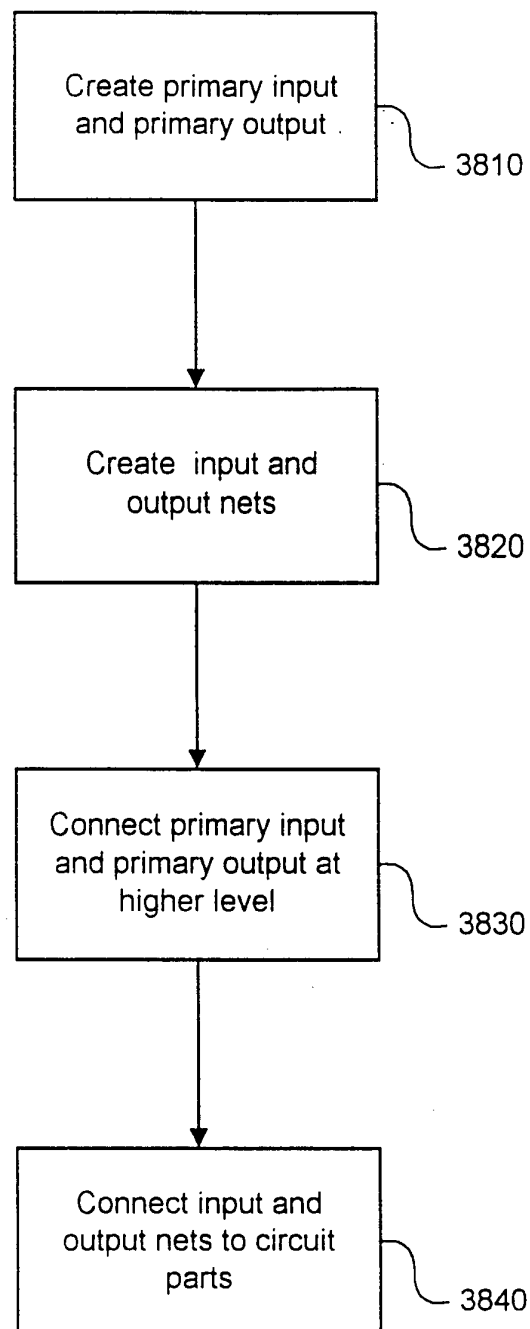 Create primary input
and primary output
3810
Create input and
output nets
3820
Connect primary input
and primary output at
higher level
3830
Connect input and
output nets to circuit
parts
3840